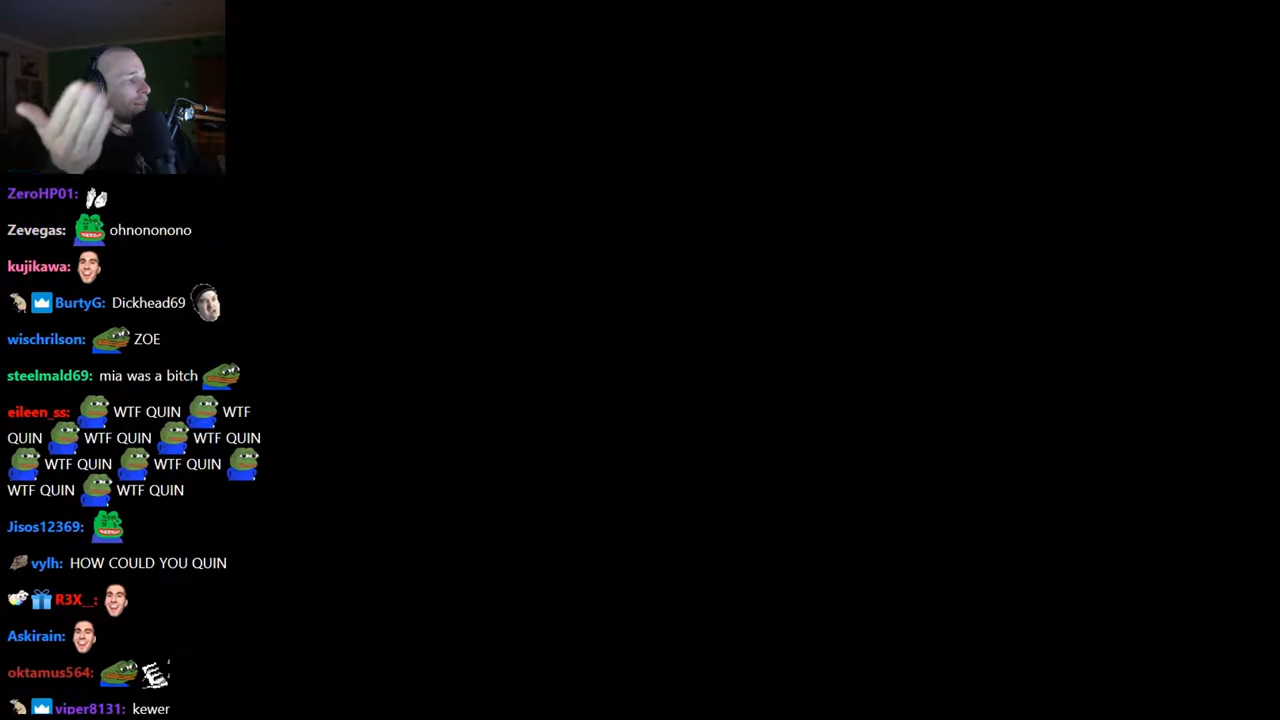 ZeroHP01:
Zevegas: ohnononono
kujikawa:
BurtyG: Dickhead69
wischrilson: ZOE
steelmald69: mia was a bitch
eileen_ss: WTF QUIN WTF
QUIN WTF QUIN WTF QUIN
WTF QUIN WTF QUIN
WTF QUIN WTF QUIN
Jisos12369:
vylh: HOW COULD YOU QUIN
R3X__:
Askirain:
oktamus564: E
viper8131: kewer